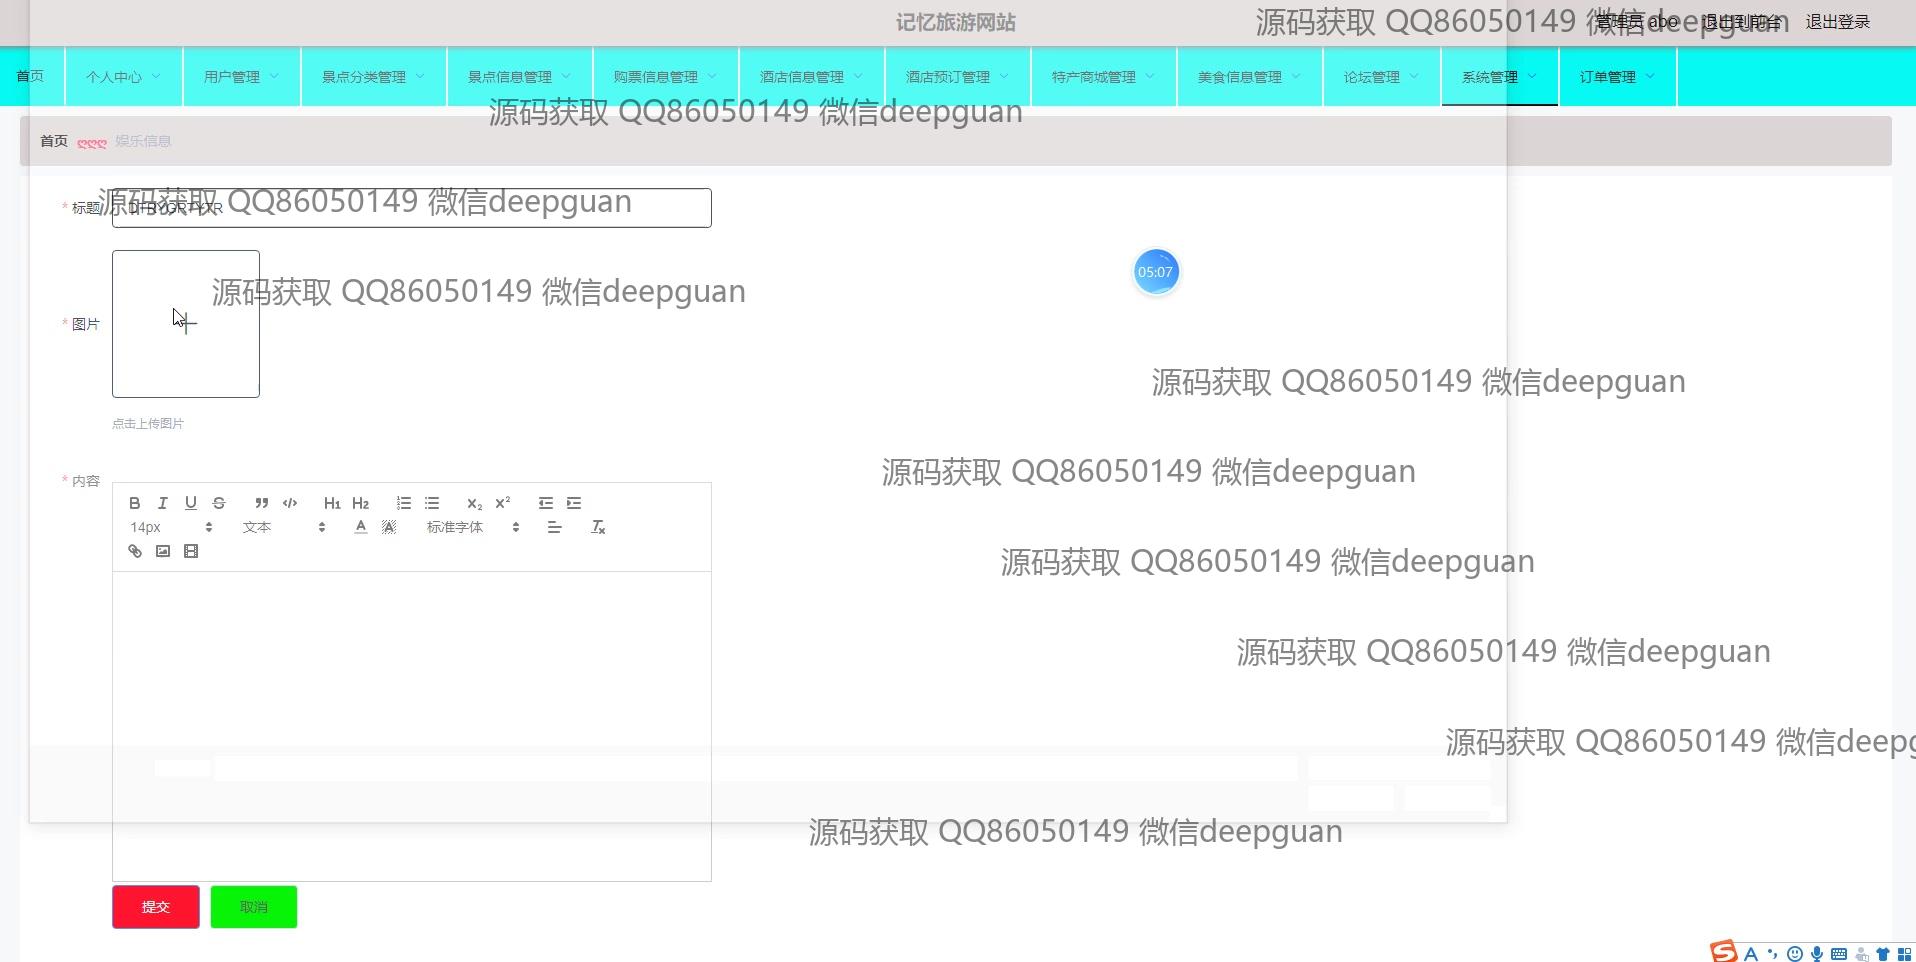 记忆旅游网站
源码获取 QQ86050149 微信deepguan
管理员 abo 退出到前台 退出登录
首页 个人中心 用户管理 景点分类管理 景点信息管理 购票信息管理 酒店信息管理 酒店预订管理 特产商城管理 美食信息管理 论坛管理 系统管理 订单管理
源码获取 QQ86050149 微信deepguan
首页 娱乐信息
* 标题
源码获取 QQ86050149 微信deepguan
源码获取 QQ86050149 微信deepguan
05:07
* 图片
源码获取 QQ86050149 微信deepguan
点击上传图片
源码获取 QQ86050149 微信deepguan
* 内容
B I U S H1 H2 X2 X2
14px 文本 A A 标准字体 Tx
源码获取 QQ86050149 微信deepguan
源码获取 QQ86050149 微信deepguan
源码获取 QQ86050149 微信deepg
源码获取 QQ86050149 微信deepguan
提交 取消
S A